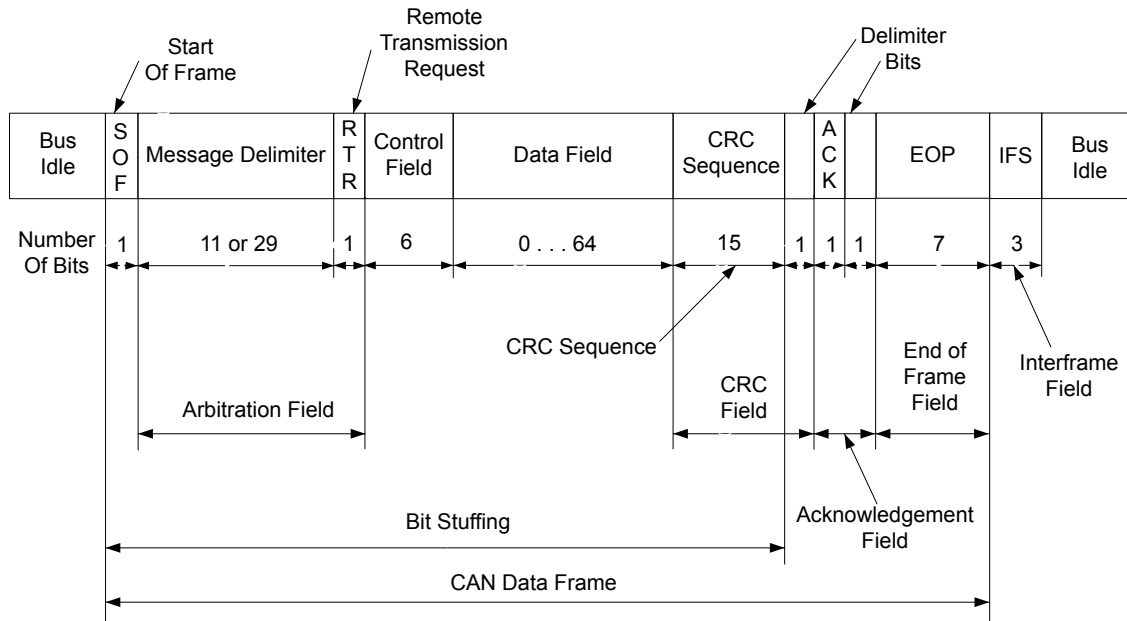 Remote
Transmission
Request
Start
Of Frame
Delimiter
Bits
Bus
Idle
S
O
F
Message Delimiter
R
T
R
Control
Field
Data Field
CRC
Sequence
A
C
K
EOP
IFS
Bus
Idle
Number
Of Bits
1
11 or 29
1
6
0 . . . 64
15
1
1
1
7
3
CRC Sequence
End of
Frame
Field
Interframe
Field
Arbitration Field
CRC
Field
Bit Stuffing
Acknowledgement
Field
CAN Data Frame